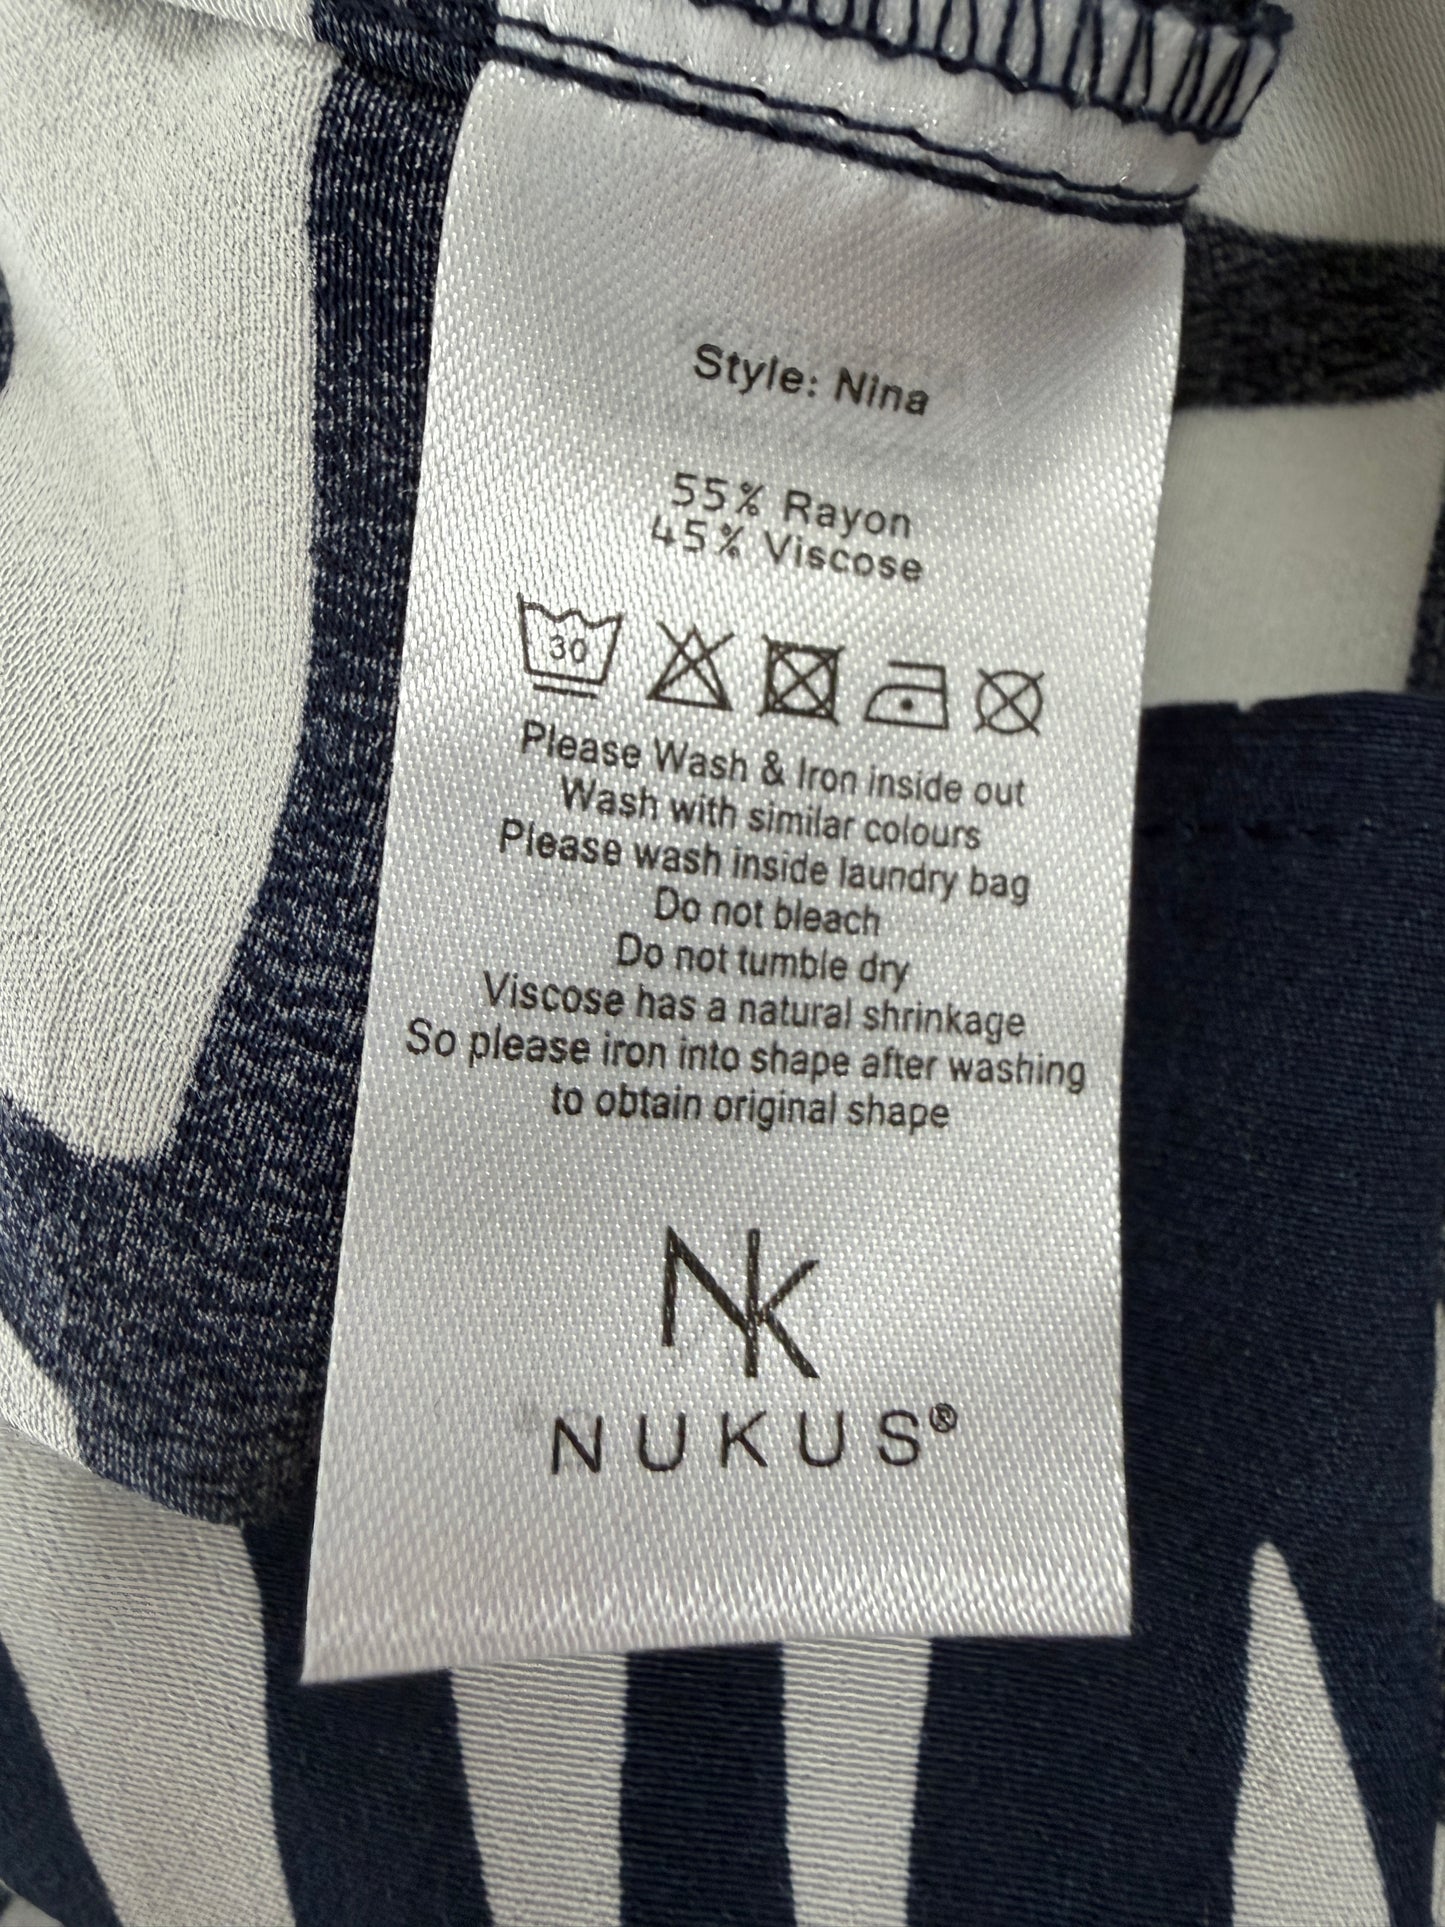 Style: Nina
55% Rayon
45% Viscose
30
Please Wash & Iron inside out
Wash with similar colours
Please wash inside laundry bag
Do not bleach
Do not tumble dry
Viscose has a natural shrinkage
So please iron into shape after washing
to obtain original shape
NK
NUKUS®